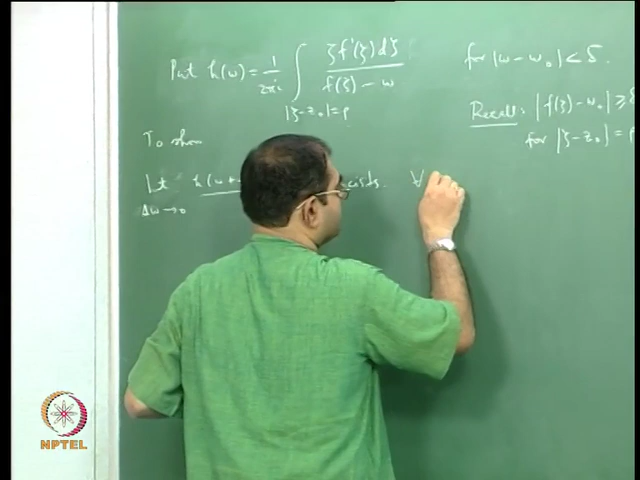 Put h(w) = 1/2πi ∫_{|ζ-z₀|=ρ} ζf'(ζ)dζ / f(ζ) - w for |w - w₀| < δ.
Recall: |f(ζ) - w₀| ≥ δ
for |ζ - z₀| = ρ
To show
Lt h(w + exists. ∀
Δw → 0
NPTEL